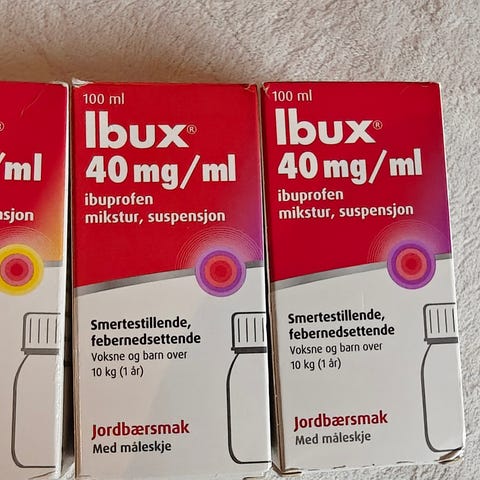 ®
/ml
sjon
100 ml
Ibux®
40 mg/ml
ibuprofen
mikstur, suspensjon
Smertestillende,
febernedsettende
Voksne og barn over
10 kg (1 år)
Jordbærsmak
Med måleskje
100 ml
Ibux®
40 mg/ml
ibuprofen
mikstur, suspensjon
Smertestillende,
febernedsettende
Voksne og barn over
10 kg (1 år)
Jordbærsmak
Med måleskje